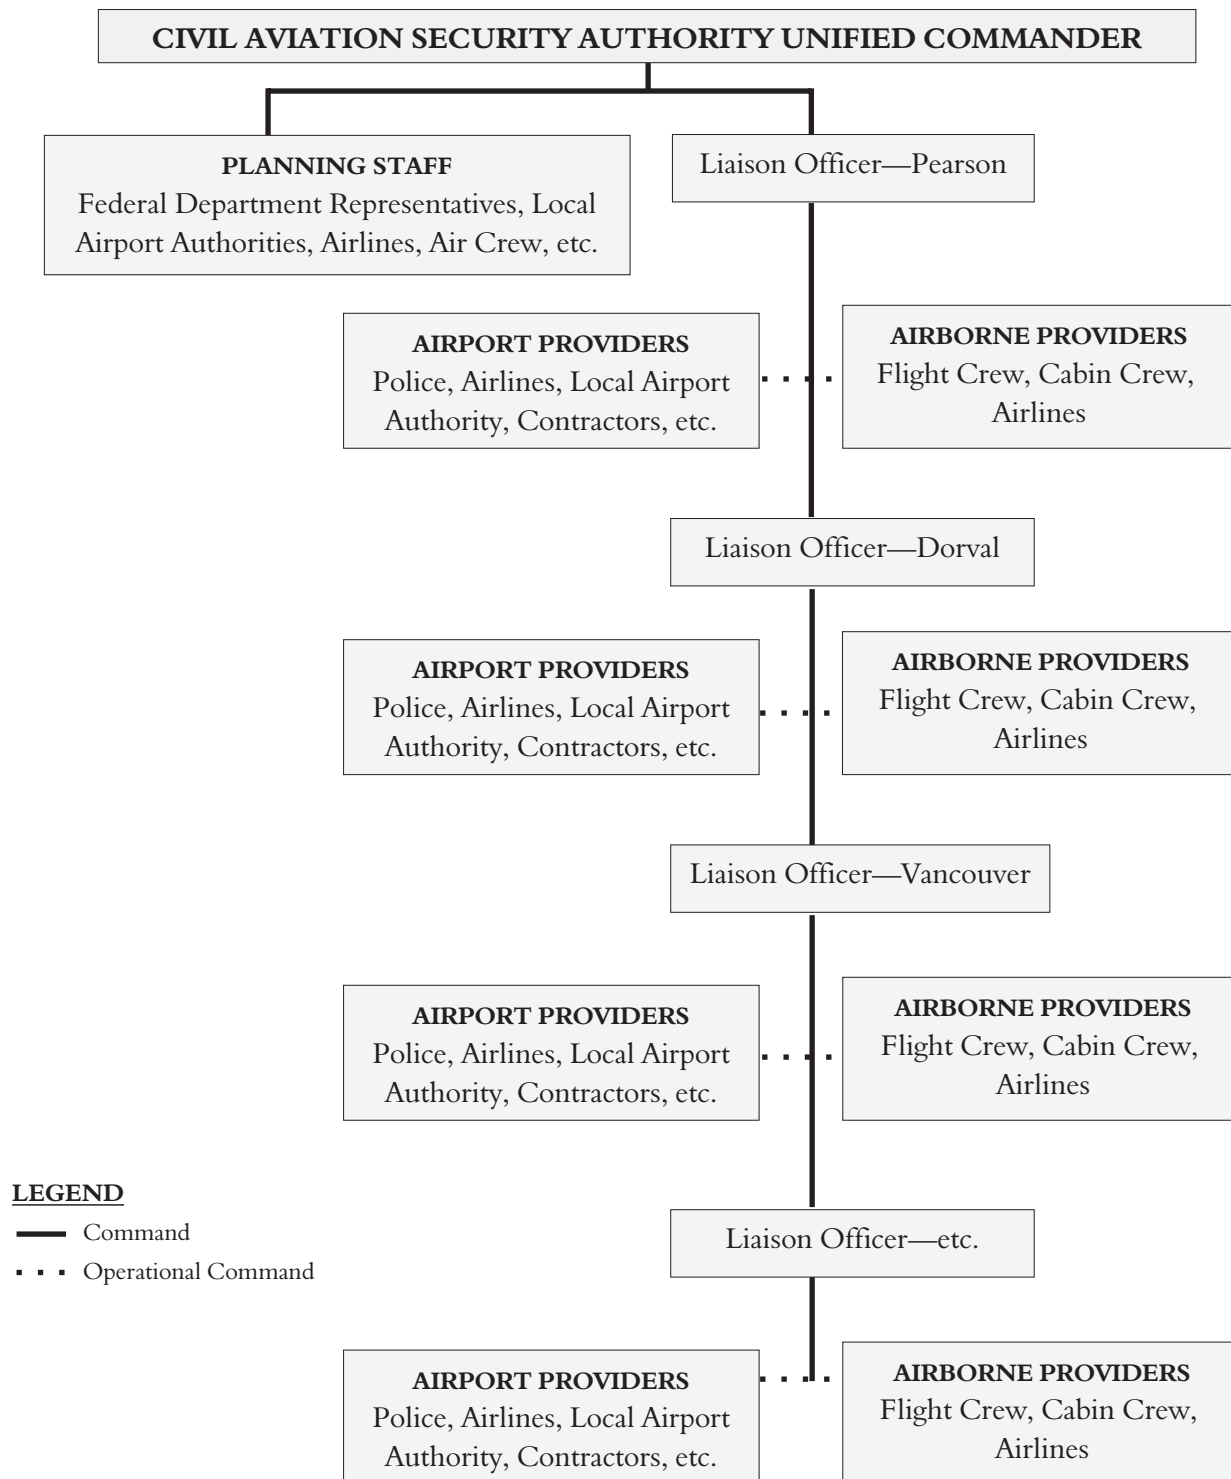 CIVIL AVIATION SECURITY AUTHORITY UNIFIED COMMANDER
PLANNING STAFF
Federal Department Representatives, Local
Airport Authorities, Airlines, Air Crew, etc.
Liaison Officer—Pearson
AIRPORT PROVIDERS
Police, Airlines, Local Airport
Authority, Contractors, etc.
AIRBORNE PROVIDERS
Flight Crew, Cabin Crew,
Airlines
Liaison Officer—Dorval
AIRPORT PROVIDERS
Police, Airlines, Local Airport
Authority, Contractors, etc.
AIRBORNE PROVIDERS
Flight Crew, Cabin Crew,
Airlines
Liaison Officer—Vancouver
AIRPORT PROVIDERS
Police, Airlines, Local Airport
Authority, Contractors, etc.
AIRBORNE PROVIDERS
Flight Crew, Cabin Crew,
Airlines
LEGEND
Command
Operational Command
Liaison Officer—etc.
AIRPORT PROVIDERS
Police, Airlines, Local Airport
Authority, Contractors, etc.
AIRBORNE PROVIDERS
Flight Crew, Cabin Crew,
Airlines